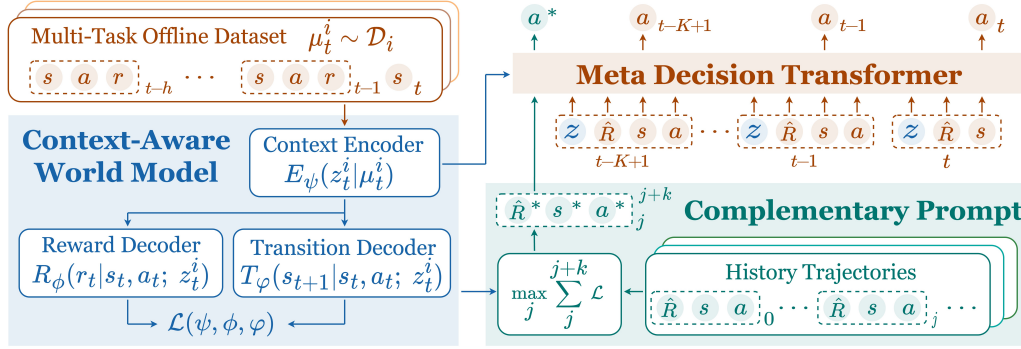 Multi-Task Offline Dataset μ_t^i ∼ D_i
s a r t−h ⋯ s a r t−1 s t
Context-Aware
World Model
Context Encoder
E_ψ(z_t^i|μ_t^i)
Reward Decoder
R_ϕ(r_t|s_t, a_t; z_t^i)
Transition Decoder
T_φ(s_{t+1}|s_t, a_t; z_t^i)
ℒ(ψ, ϕ, φ)
a* a t−K+1 a t−1 a t
Meta Decision Transformer
z R̂ s a ⋯ z R̂ s a z R̂ s
t−K+1 t−1 t
R̂* s* a* j+k j
Complementary Prompt
max j ∑ j+k j ℒ
History Trajectories
R̂ s a 0 ⋯ R̂ s a j ⋯